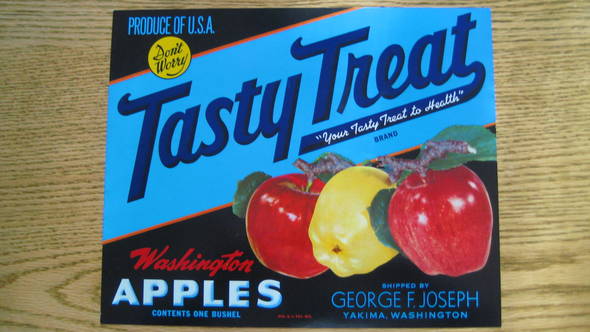 PRODUCE OF U.S.A.
Don't
Worry
Tasty Treat
"Your Tasty Treat to Health"
BRAND
Washington
APPLES
CONTENTS ONE BUSHEL
SHIPPED BY
GEORGE F. JOSEPH
YAKIMA, WASHINGTON